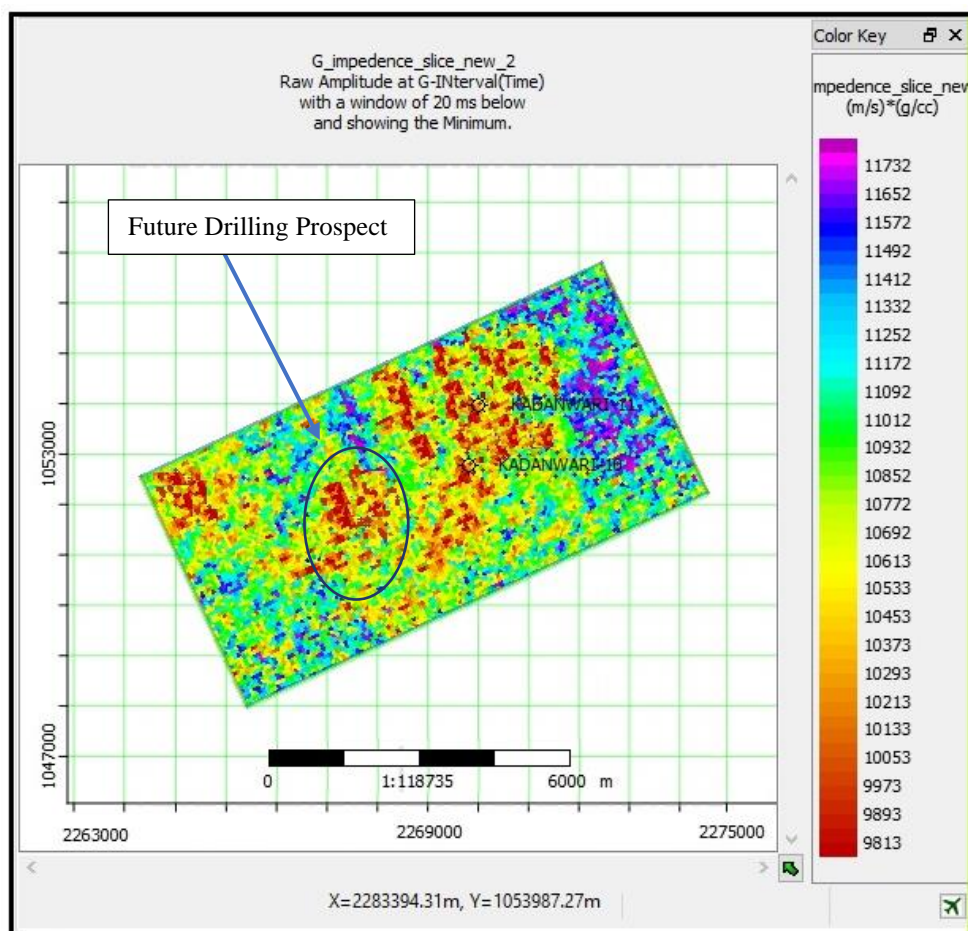 G_impedence_slice_new_2
Raw Amplitude at G-INterval(Time)
with a window of 20 ms below
and showing the Minimum.
Future Drilling Prospect
KADANWARI-11
KADANWARI-10
1053000
1047000
0 1:118735 6000 m
2263000 2269000 2275000
X=2283394.31m, Y=1053987.27m
Color Key
mpedence_slice_new
(m/s)*(g/cc)
11732
11652
11572
11492
11412
11332
11252
11172
11092
11012
10932
10852
10772
10692
10613
10533
10453
10373
10293
10213
10133
10053
9973
9893
9813